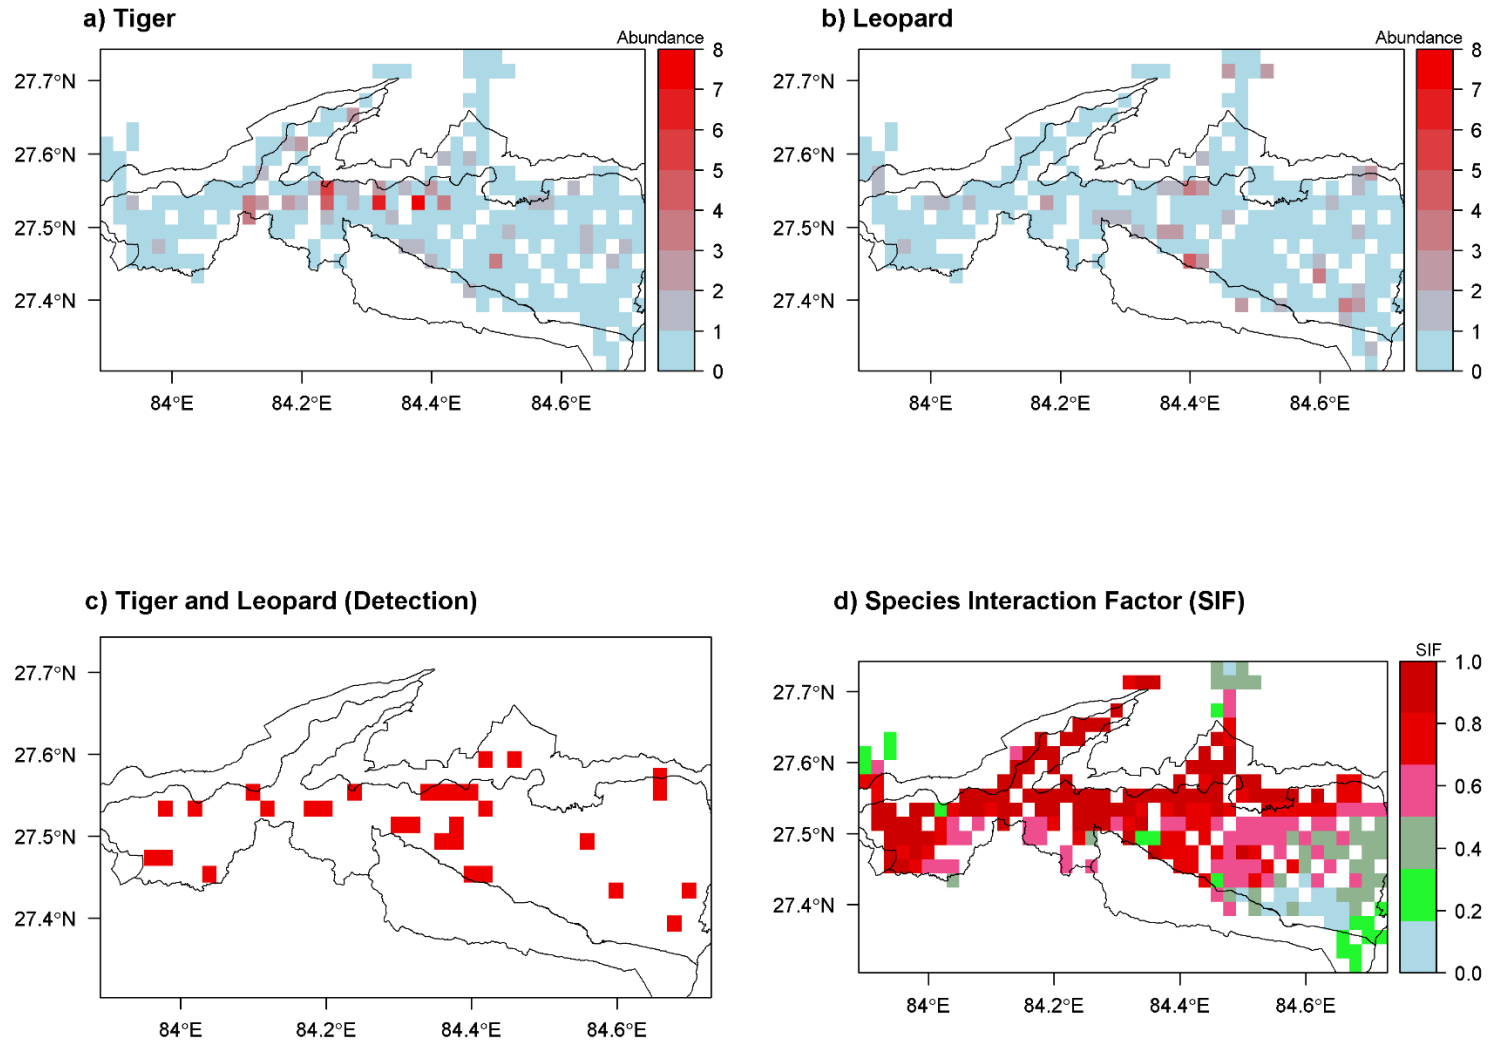 a) Tiger
b) Leopard
Abundance
Abundance
27.7°N
27.6°N
27.5°N
27.4°N
8
7
6
5
4
3
2
1
0
27.7°N
27.6°N
27.5°N
27.4°N
8
7
6
5
4
3
2
1
0
84°E 84.2°E 84.4°E 84.6°E
84°E 84.2°E 84.4°E 84.6°E
c) Tiger and Leopard (Detection)
d) Species Interaction Factor (SIF)
27.7°N
27.6°N
27.5°N
27.4°N
84°E 84.2°E 84.4°E 84.6°E
SIF
27.7°N
27.6°N
27.5°N
27.4°N
1.0
0.8
0.6
0.4
0.2
0.0
84°E 84.2°E 84.4°E 84.6°E